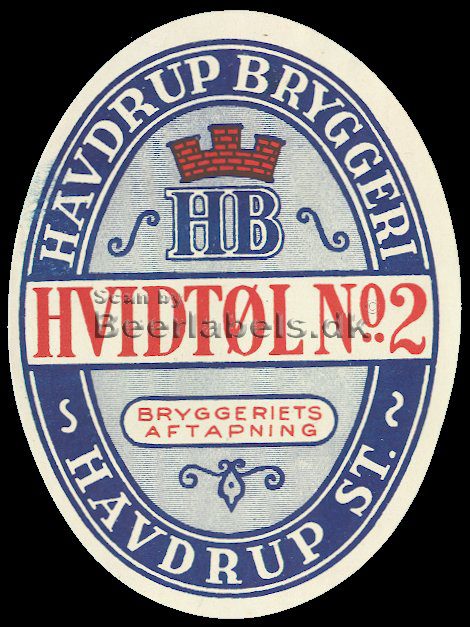 HAVDRUP BRYGGERI
HB
HVIDTØL Nº. 2
Scan by
Beerlabels.dk
©
BRYGGERIETS
AFTAPNING
HAVDRUP ST.